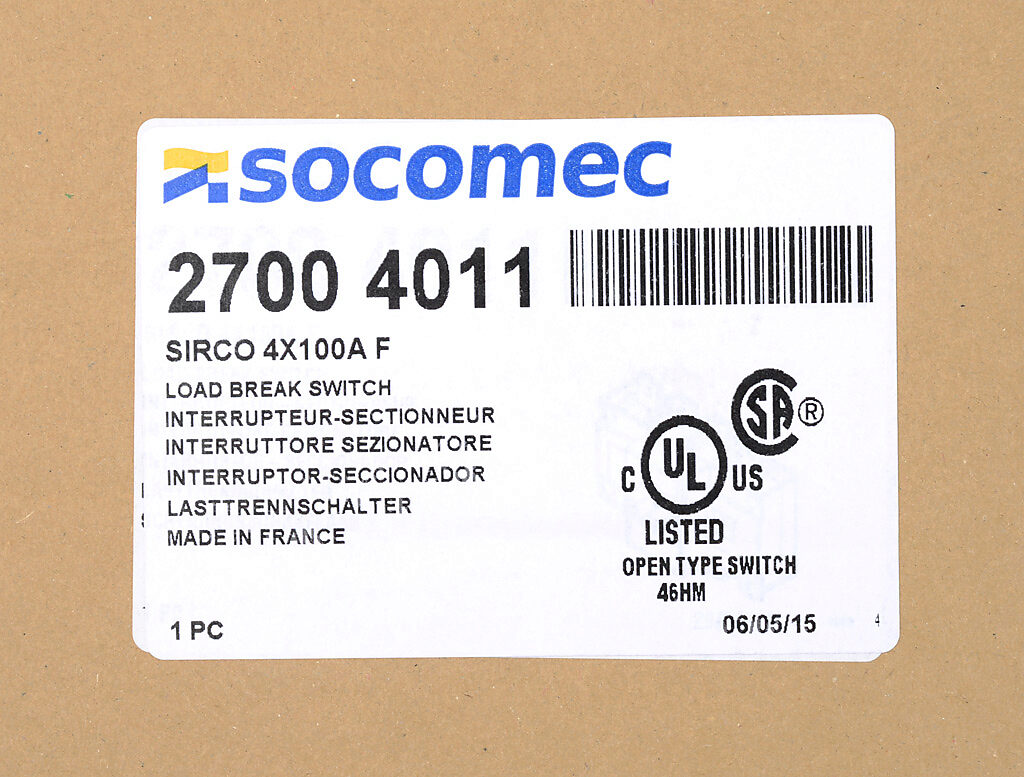 socomec
2700 4011
SIRCO 4X100A F
LOAD BREAK SWITCH
INTERRUPTEUR-SECTIONNEUR
INTERRUTTORE SEZIONATORE
INTERRUPTOR-SECCIONADOR
LASTTRENNSCHALTER
MADE IN FRANCE
SA ®
C UL US
LISTED
OPEN TYPE SWITCH
46HM
1 PC
06/05/15
4